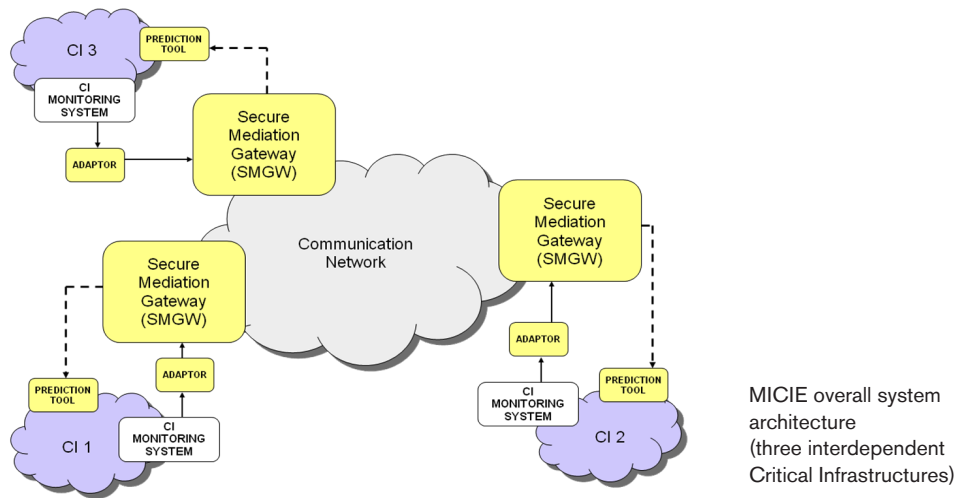 CI 3
PREDICTION
TOOL
CI
MONITORING
SYSTEM
ADAPTOR
Secure
Mediation
Gateway
(SMGW)
Communication
Network
Secure
Mediation
Gateway
(SMGW)
ADAPTOR
CI
MONITORING
SYSTEM
PREDICTION
TOOL
CI 2
Secure
Mediation
Gateway
(SMGW)
ADAPTOR
PREDICTION
TOOL
CI 1
CI
MONITORING
SYSTEM
MICIE overall system
architecture
(three interdependent
Critical Infrastructures)